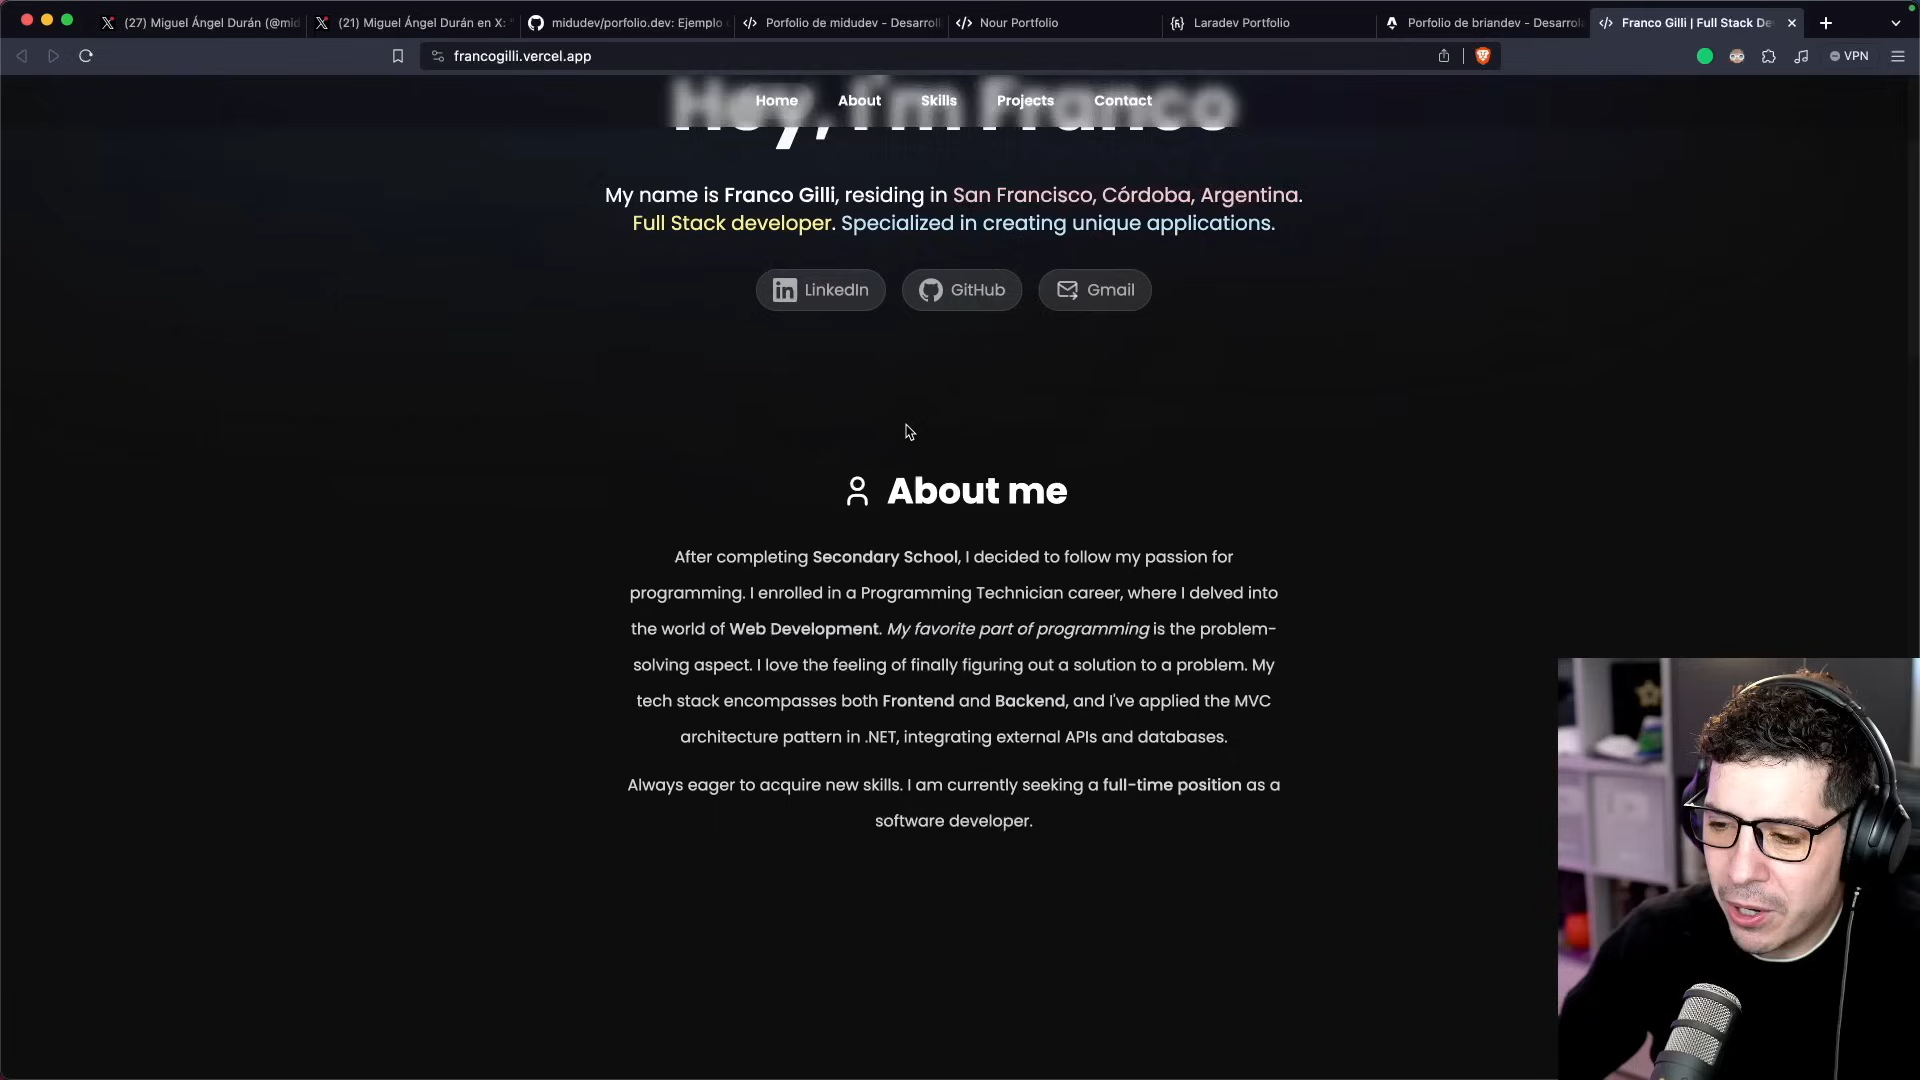 (27) Miguel Ángel Durán (@mid
(21) Miguel Ángel Durán en X: "
midudev/porfolio.dev: Ejemplo
Porfolio de midudev - Desarroll
Nour Portfolio
Laradev Portfolio
Porfolio de briandev - Desarrol
Franco Gilli | Full Stack De
francogilli.vercel.app
VPN
Home About Skills Projects Contact
Hey, I'm Franco
My name is Franco Gilli, residing in San Francisco, Córdoba, Argentina.
Full Stack developer. Specialized in creating unique applications.
LinkedIn
GitHub
Gmail
About me
After completing Secondary School, I decided to follow my passion for
programming. I enrolled in a Programming Technician career, where I delved into
the world of Web Development. My favorite part of programming is the problem-
solving aspect. I love the feeling of finally figuring out a solution to a problem. My
tech stack encompasses both Frontend and Backend, and I've applied the MVC
architecture pattern in .NET, integrating external APIs and databases.
Always eager to acquire new skills. I am currently seeking a full-time position as a
software developer.